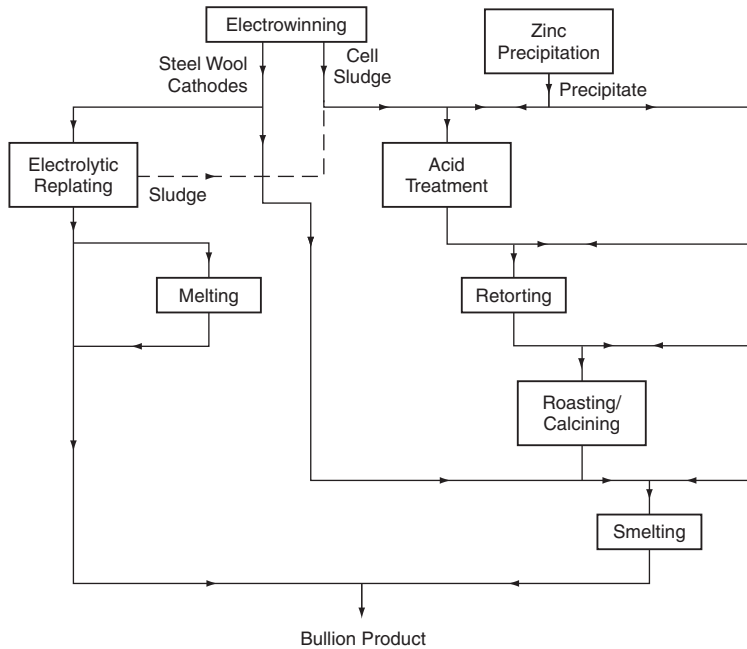 Electrowinning
Zinc
Precipitation
Steel Wool
Cathodes
Cell
Sludge
Precipitate
Electrolytic
Replating
Sludge
Acid
Treatment
Melting
Retorting
Roasting/
Calcining
Smelting
Bullion Product